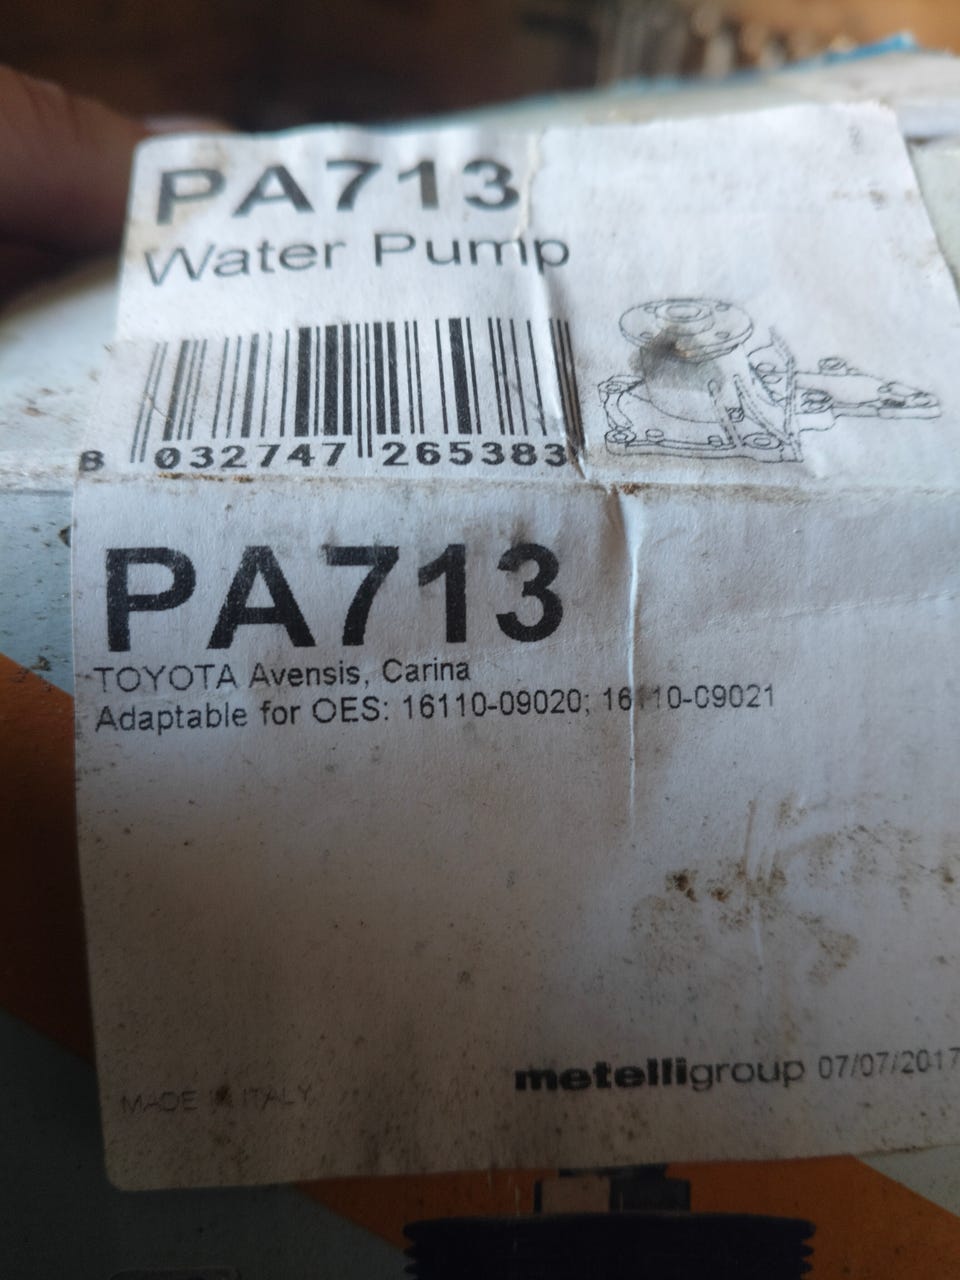 PA713
Water Pump
8 032747 265383
PA713
TOYOTA Avensis, Carina
Adaptable for OES: 16110-09020; 16110-09021
metelligroup 07/07/2017
MADE IN ITALY